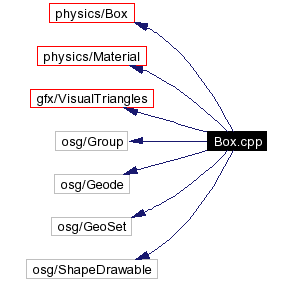 physics/Box
physics/Material
gfx/VisualTriangles
osg/Group
Box.cpp
osg/Geode
osg/GeoSet
osg/ShapeDrawable